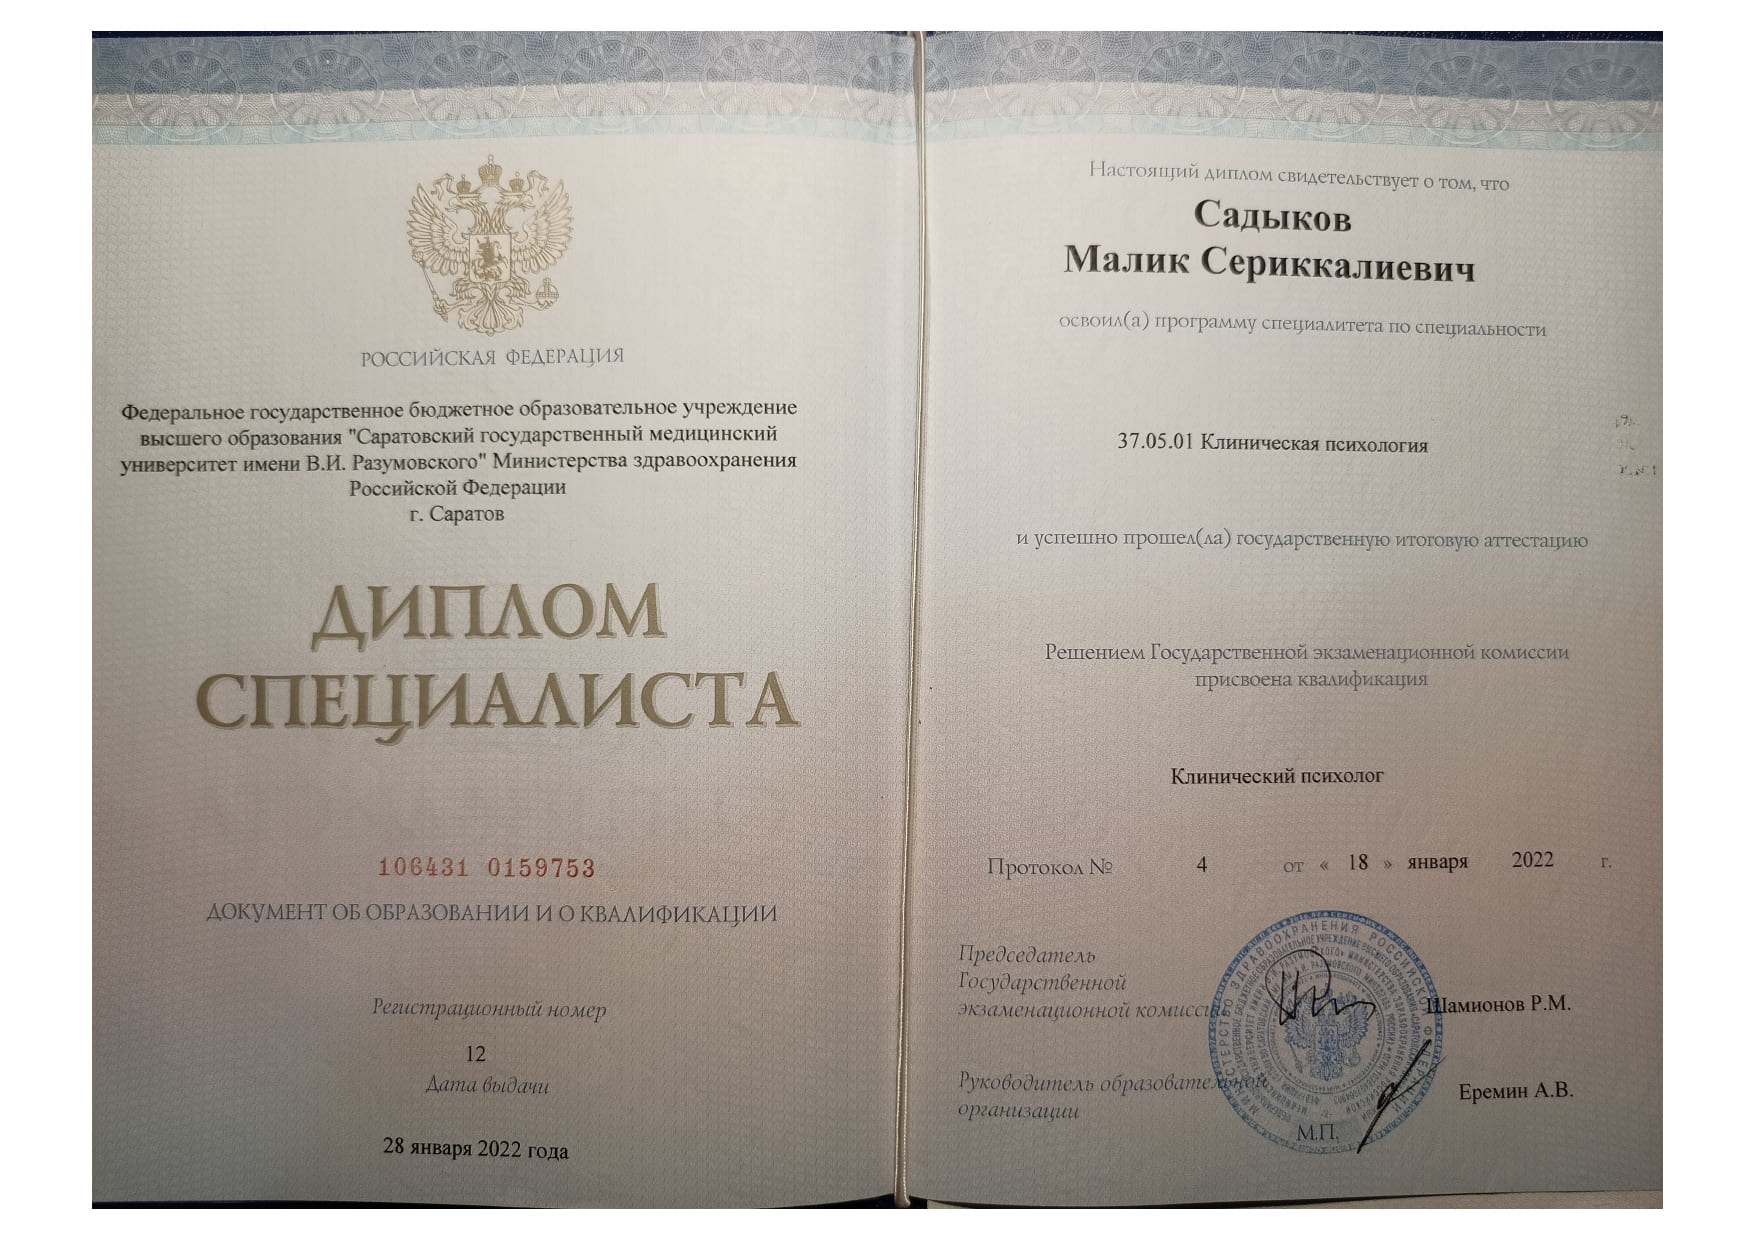 РОССИЙСКАЯ ФЕДЕРАЦИЯ
Федеральное государственное бюджетное образовательное учреждение
высшего образования "Саратовский государственный медицинский
университет имени В.И. Разумовского" Министерства здравоохранения
Российской Федерации
г. Саратов
ДИПЛОМ
СПЕЦИАЛИСТА
106431 0159753
ДОКУМЕНТ ОБ ОБРАЗОВАНИИ И О КВАЛИФИКАЦИИ
Регистрационный номер
12
Дата выдачи
28 января 2022 года
Настоящий диплом свидетельствует о том, что
Садыков
Малик Сериккалиевич
освоил(а) программу специалитета по специальности
37.05.01 Клиническая психология
и успешно прошел(ла) государственную итоговую аттестацию
Решением Государственной экзаменационной комиссии
присвоена квалификация
Клинический психолог
Протокол № 4 от « 18 » января 2022 г.
Председатель
Государственной
экзаменационной комиссии Шамионов Р.М.
Руководитель образовательной
организации Еремин А.В.
М.П.
МИНИСТЕРСТВО ЗДРАВООХРАНЕНИЯ РОССИЙСКОЙ ФЕДЕРАЦИИ